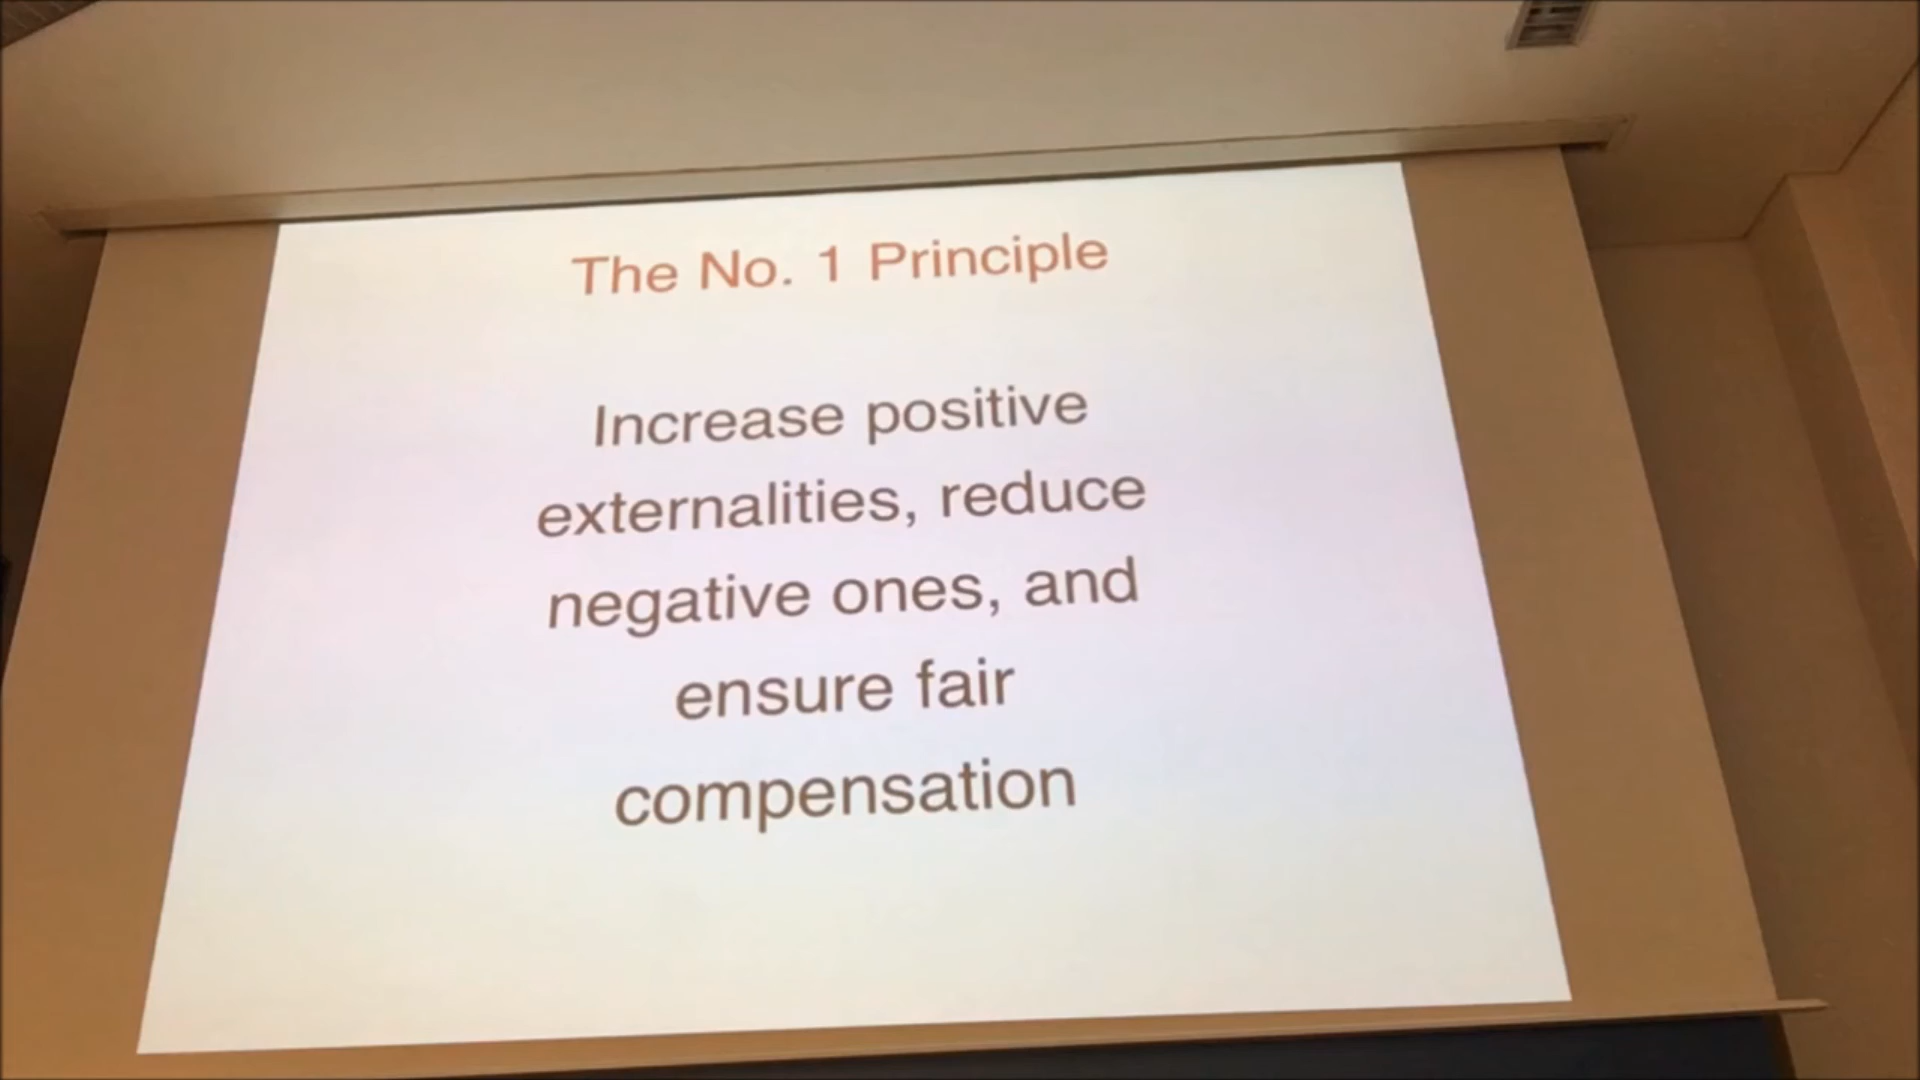 The No. 1 Principle
Increase positive
externalities, reduce
negative ones, and
ensure fair
compensation